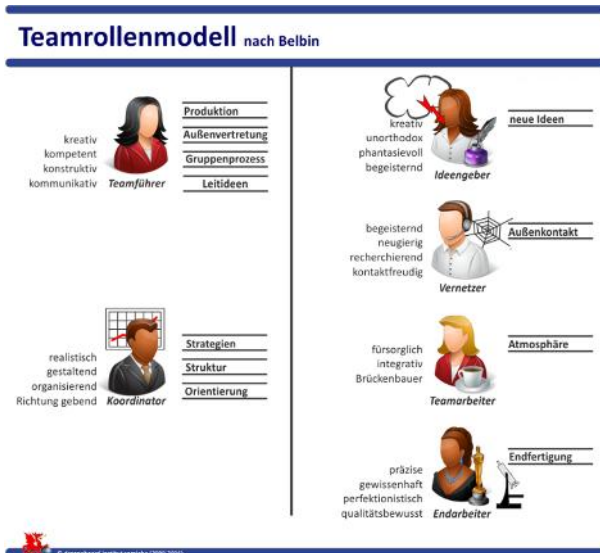 Teamrollenmodell nach Belbin
kreativ
kompetent
konstruktiv
kommunikativ
Teamführer
Produktion
Außenvertretung
Gruppenprozess
Leitideen
realistisch
gestaltend
organisierend
Richtung gebend
Koordinator
Strategien
Struktur
Orientierung
kreativ
unorthodox
phantasievoll
begeisternd
Ideengeber
neue Ideen
begeisternd
neugierig
recherchierend
kontaktfreudig
Vernetzer
Außenkontakt
fürsorglich
integrativ
Brückenbauer
Teamarbeiter
Atmosphäre
präzise
gewissenhaft
perfektionistisch
qualitätsbewusst
Endarbeiter
Endfertigung